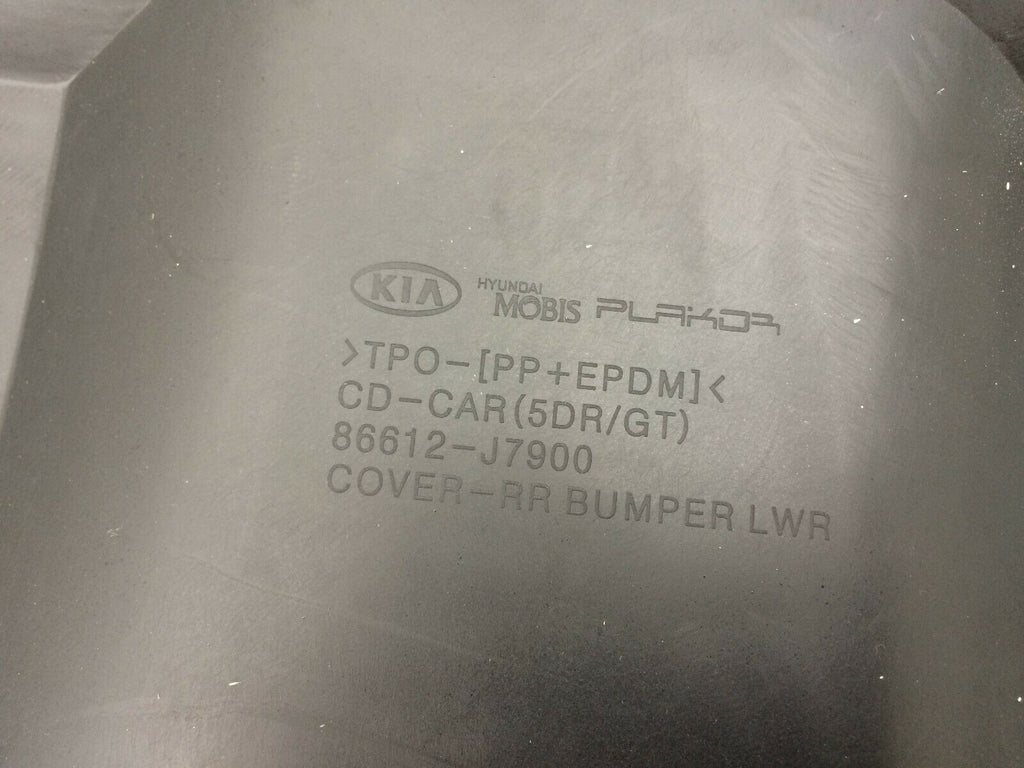 KIA HYUNDAI MOBIS PLAKOR
>TPO-[PP+EPDM]<
CD-CAR(5DR/GT)
86612-J7900
COVER-RR BUMPER LWR